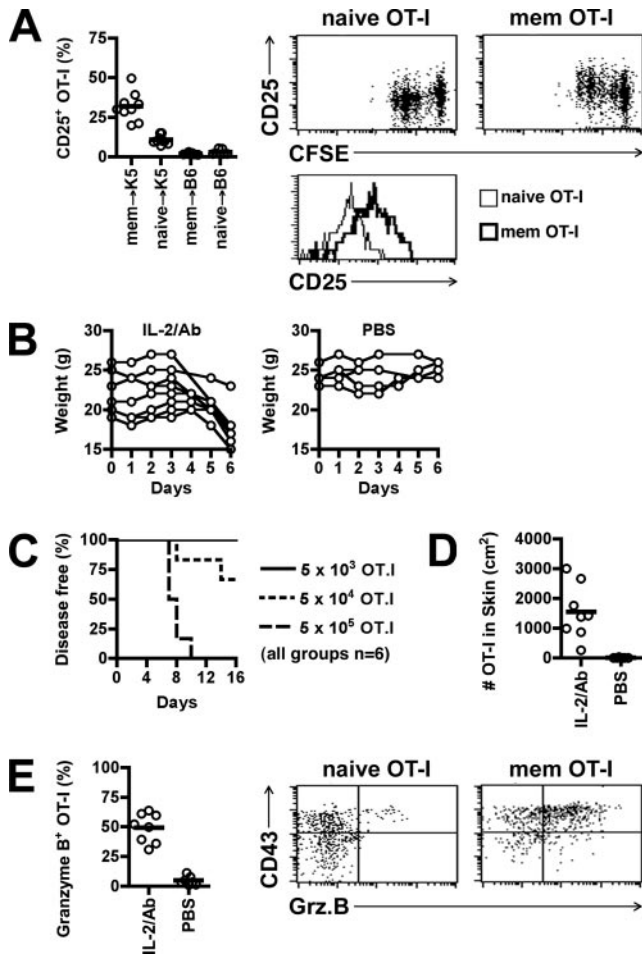 A
CD25⁺ OT-I (%)
75
50
25
0
mem→K5
naive→K5
mem→B6
naive→B6
naive OT-I
mem OT-I
CD25
CFSE
naive OT-I
mem OT-I
CD25
B
IL-2/Ab
PBS
Weight (g)
30
25
20
15
0 1 2 3 4 5 6
Days
Weight (g)
30
25
20
15
0 1 2 3 4 5 6
Days
C
Disease free (%)
100
75
50
25
0
0 4 8 12 16
Days
5 x 10³ OT.I
5 x 10⁴ OT.I
5 x 10⁵ OT.I
(all groups n=6)
D
# OT-I in Skin (cm²)
4000
3000
2000
1000
0
IL-2/Ab
PBS
E
Granzyme B⁺ OT-I (%)
100
75
50
25
0
IL-2/Ab
PBS
naive OT-I
mem OT-I
CD43
Grz.B